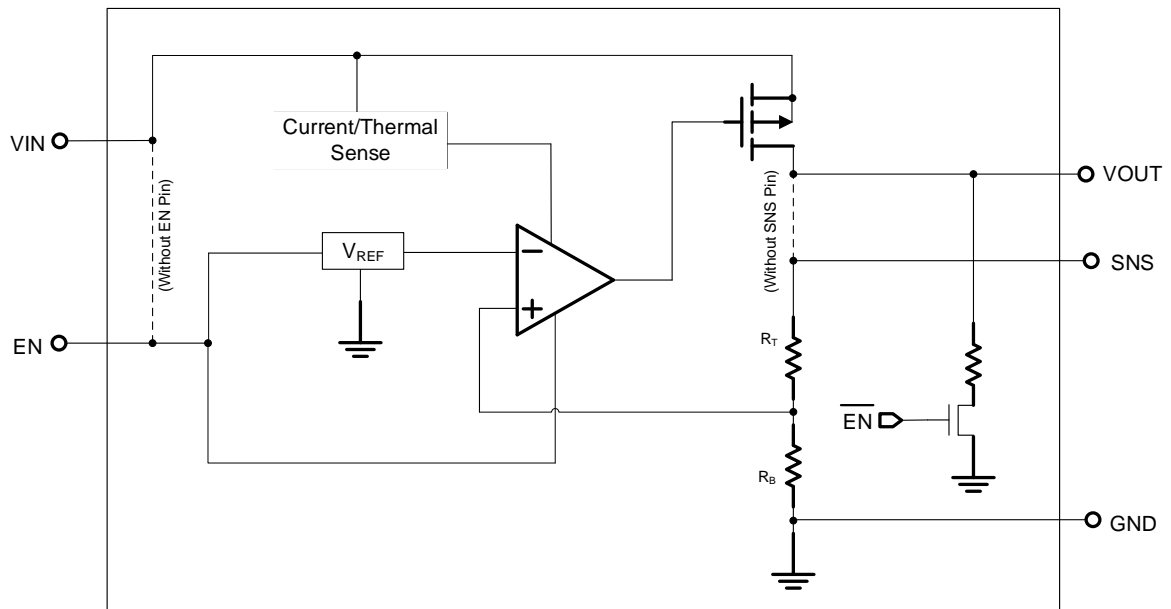 Current/Thermal
Sense
VIN
(Without EN Pin)
(Without SNS Pin)
VOUT
VREF
SNS
EN
RT
EN
RB
GND